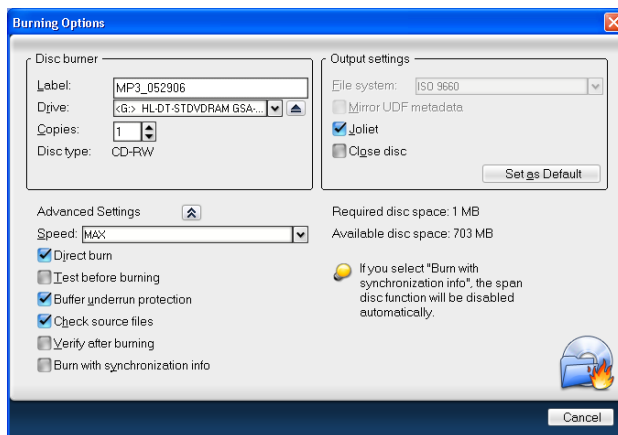 Burning Options
Disc burner
Label: MP3_052906
Drive: <G:> HL-DT-STDVDRAM GSA-...
Copies: 1
Disc type: CD-RW
Output settings
File system: ISO 9660
Mirror UDF metadata
Joliet
Close disc
Set as Default
Advanced Settings
Speed: MAX
Direct burn
Test before burning
Buffer underrun protection
Check source files
Verify after burning
Burn with synchronization info
Required disc space: 1 MB
Available disc space: 703 MB
If you select "Burn with
synchronization info", the span
disc function will be disabled
automatically.
Cancel